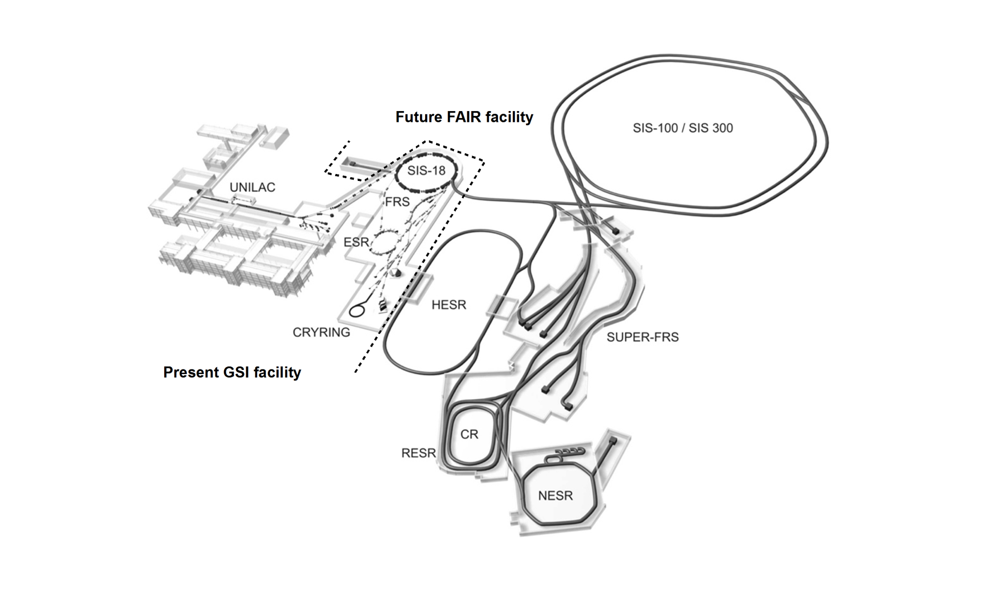 Future FAIR facility
SIS-100 / SIS 300
SIS-18
UNILAC
FRS
ESR
HESR
CRYRING
SUPER-FRS
Present GSI facility
CR
RESR
NESR